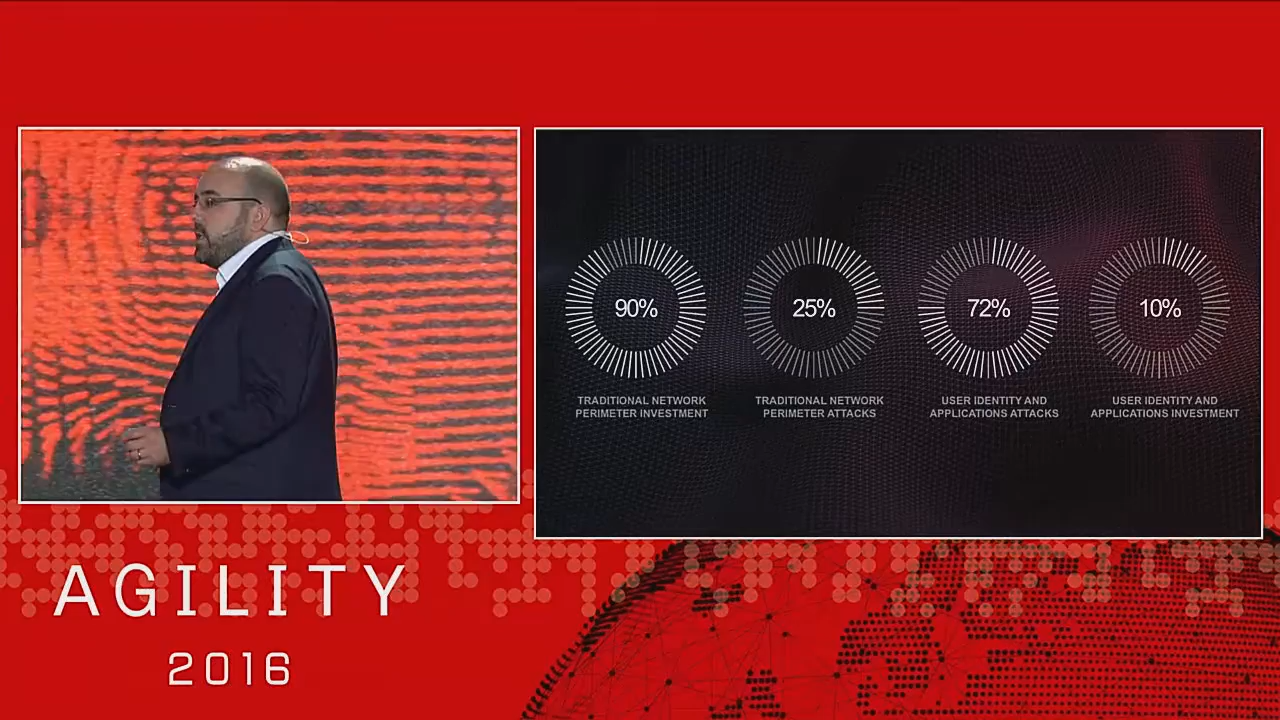 90%
TRADITIONAL NETWORK
PERIMETER INVESTMENT
25%
TRADITIONAL NETWORK
PERIMETER ATTACKS
72%
USER IDENTITY AND
APPLICATIONS ATTACKS
10%
USER IDENTITY AND
APPLICATIONS INVESTMENT
AGILITY
2016